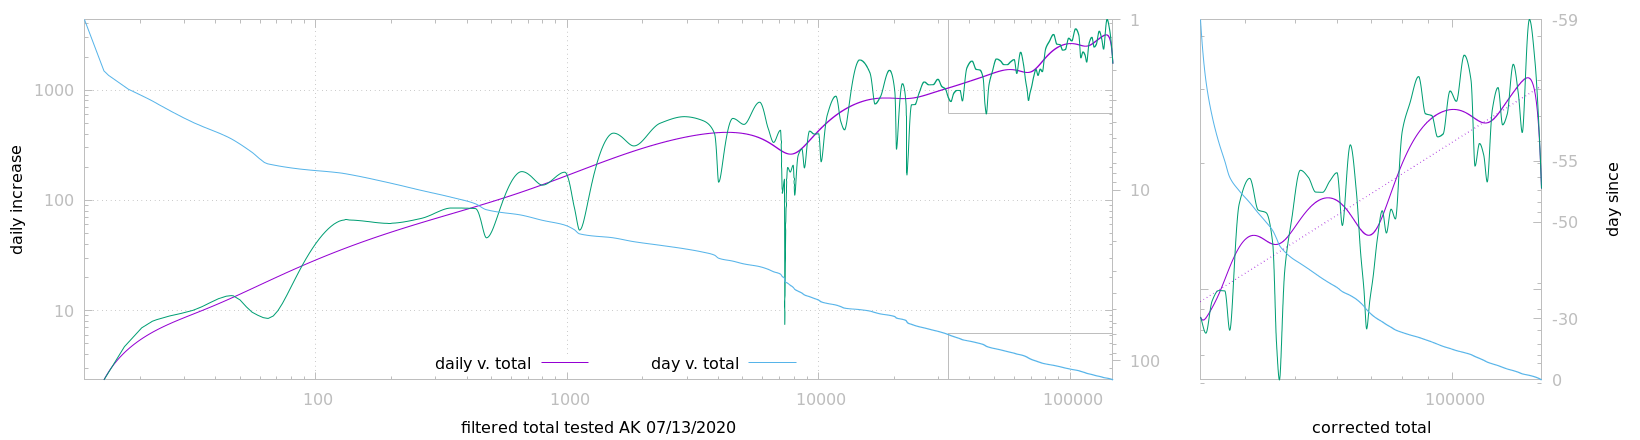 1
-59
1000
-55
daily increase
100
10
day since
-50
10
-30
daily v. total
day v. total
100
0
100
1000
10000
100000
100000
filtered total tested AK 07/13/2020
corrected total